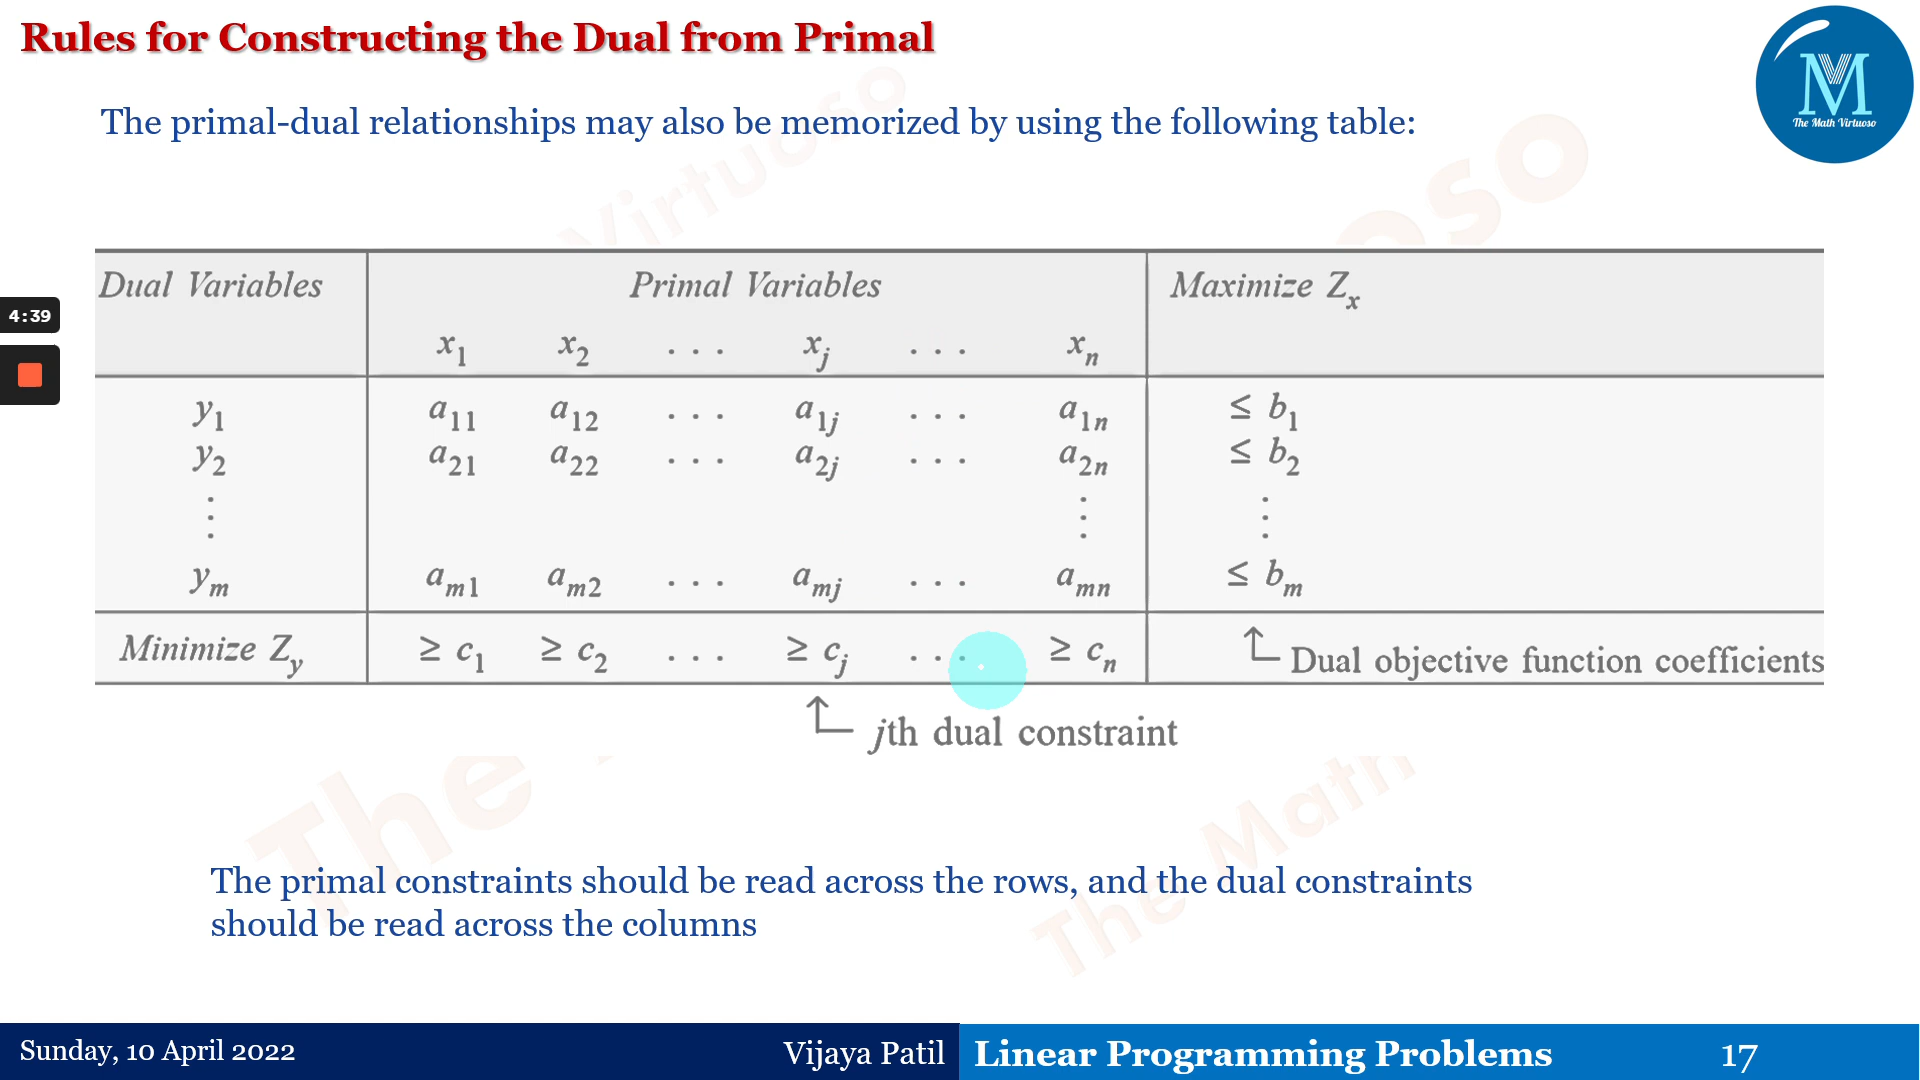 Rules for Constructing the Dual from Primal
M
The Math Virtuoso
The primal-dual relationships may also be memorized by using the following table:
Virtuoso
oso
Dual Variables Primal Variables Maximize Zx
4:39
x1 x2 . . . xj . . . xn
y1 a11 a12 . . . a1j . . . a1n ≤ b1
y2 a21 a22 . . . a2j . . . a2n ≤ b2
⋮ ⋮ ⋮
ym am1 am2 . . . amj . . . amn ≤ bm
Minimize Zy ≥ c1 ≥ c2 . . . ≥ cj . . . ≥ cn Dual objective function coefficients
jth dual constraint
The
The Math
The primal constraints should be read across the rows, and the dual constraints
should be read across the columns
Sunday, 10 April 2022 Vijaya Patil Linear Programming Problems 17